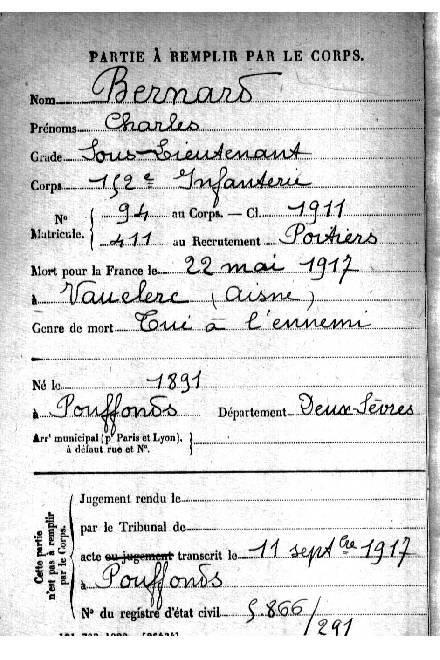 PARTIE À REMPLIR PAR LE CORPS.
Nom Bernard
Prénoms Charles
Grade Sous-Lieutenant
Corps 152e Infanterie
N° Matricule. { 94 au Corps. — Cl. 1911
411 au Recrutement Poitiers
Mort pour la France le 22 mai 1917
à Vauclerc (Aisne)
Genre de mort Tué à l'ennemi
Né le 1891
à Pouffonds Département Deux-Sèvres
Arrt municipal (pr Paris et Lyon),
à défaut rue et N°.
Cette partie n'est pas à remplir par le Corps.
Jugement rendu le
par le Tribunal de
acte ou jugement transcrit le 11 septbre 1917
à Pouffonds
N° du registre d'état civil 5.866/291